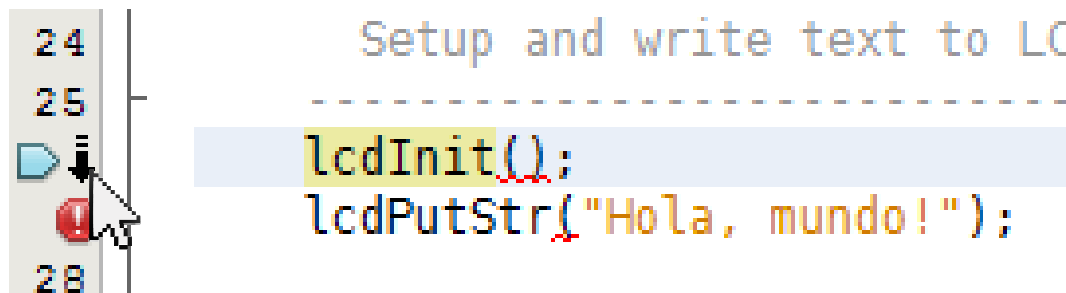 24 Setup and write text to LC
25 ------------------------------
lcdInit();
lcdPutStr("Hola, mundo!");
28